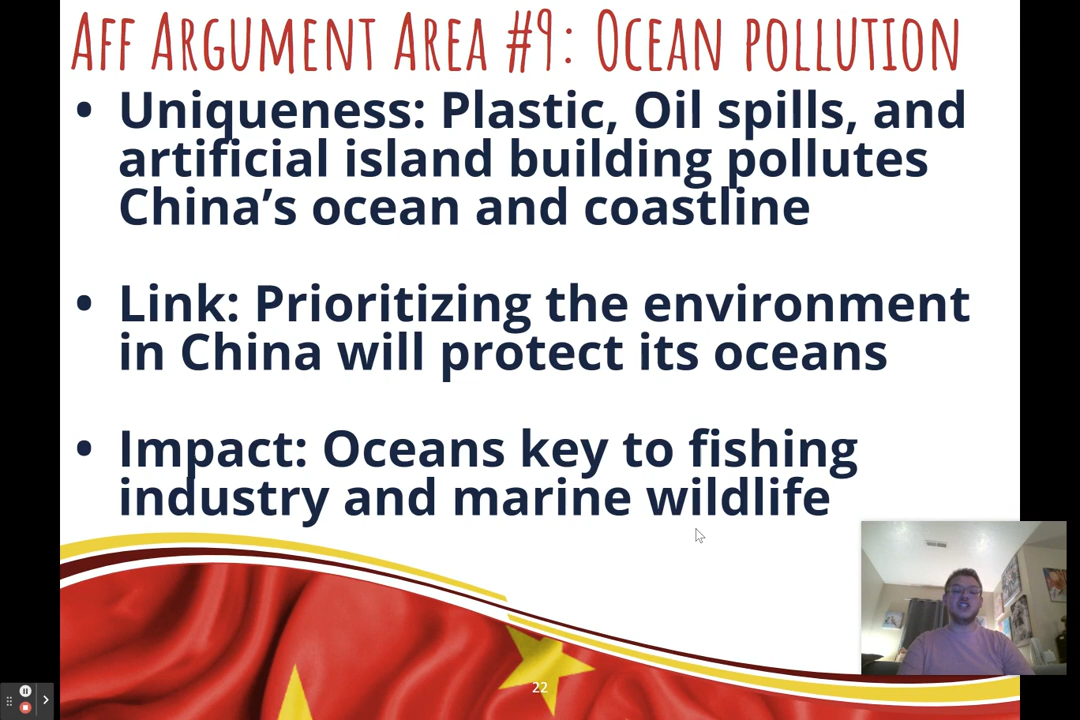 Aff Argument Area #9: Ocean pollution
• Uniqueness: Plastic, Oil spills, and
artificial island building pollutes
China’s ocean and coastline
• Link: Prioritizing the environment
in China will protect its oceans
• Impact: Oceans key to fishing
industry and marine wildlife
22